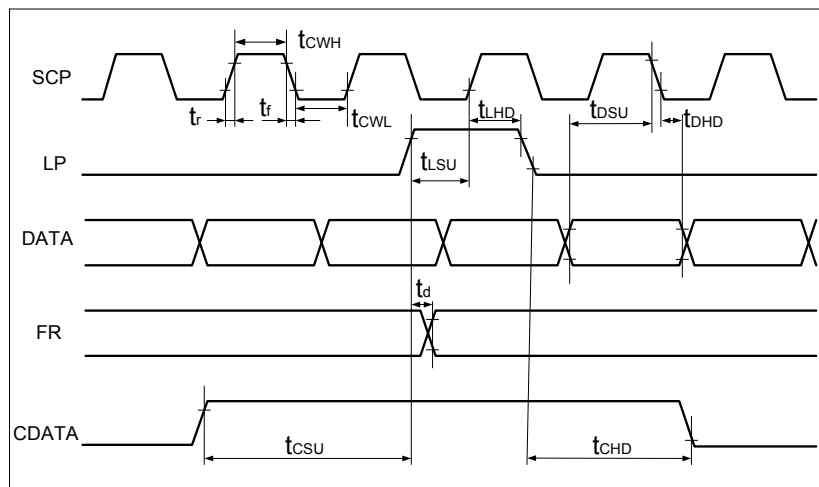 tCWH
SCP
tr
tf
tCWL
tLHD
tDSU
tDHD
LP
tLSU
DATA
td
FR
CDATA
tCSU
tCHD